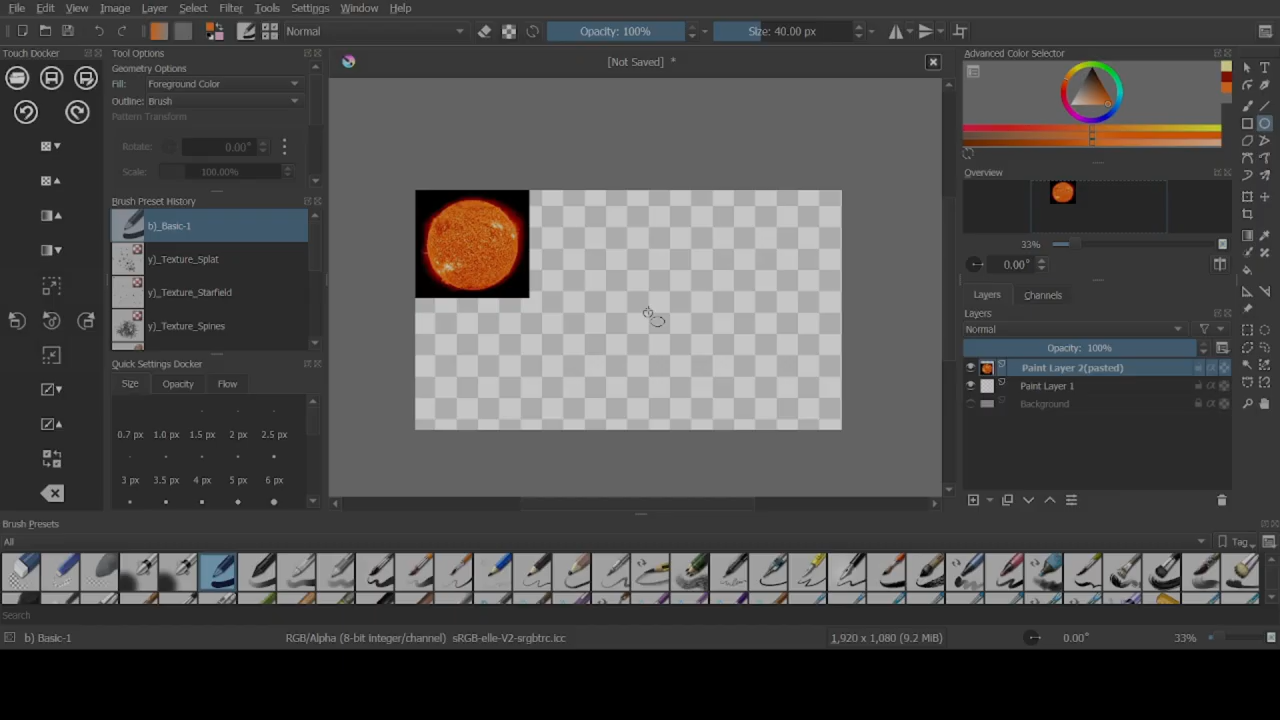 File Edit View Image Layer Select Filter Tools Settings Window Help
Normal Opacity: 100% Size: 40.00 px
Touch Docker
Tool Options
Geometry Options
Fill: Foreground Color
Outline: Brush
Pattern Transform
Rotate: 0.00°
Scale: 100.00%
Brush Preset History
b)_Basic-1
y)_Texture_Splat
y)_Texture_Starfield
y)_Texture_Spines
Quick Settings Docker
Size Opacity Flow
0.7 px 1.0 px 1.5 px 2 px 2.5 px
3 px 3.5 px 4 px 5 px 6 px
[Not Saved] *
Advanced Color Selector
Overview
33%
0.00°
Layers Channels
Layers
Normal
Opacity: 100%
Paint Layer 2(pasted)
Paint Layer 1
Background
Brush Presets
All Tag
Search
b) Basic-1 RGB/Alpha (8-bit integer/channel) sRGB-elle-V2-srgbtrc.icc 1,920 x 1,080 (9.2 MiB) 0.00° 33%